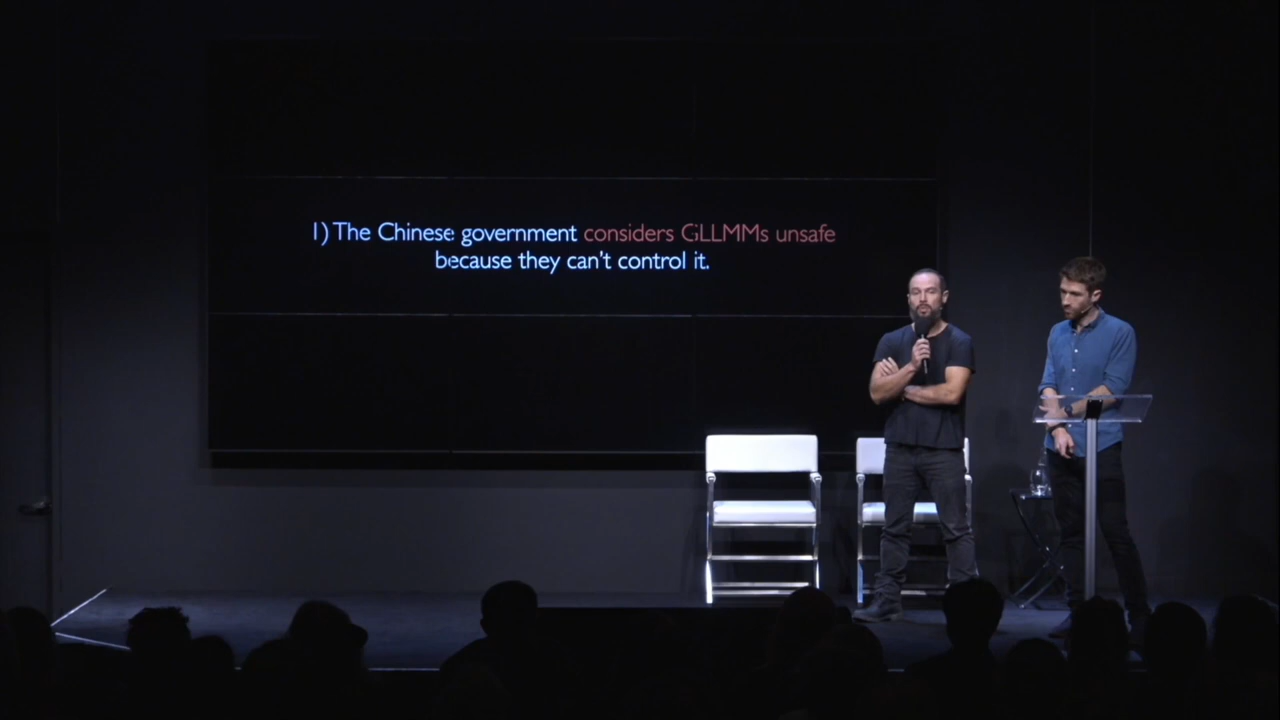 1) The Chinese government considers GLLMMs unsafe
because they can't control it.